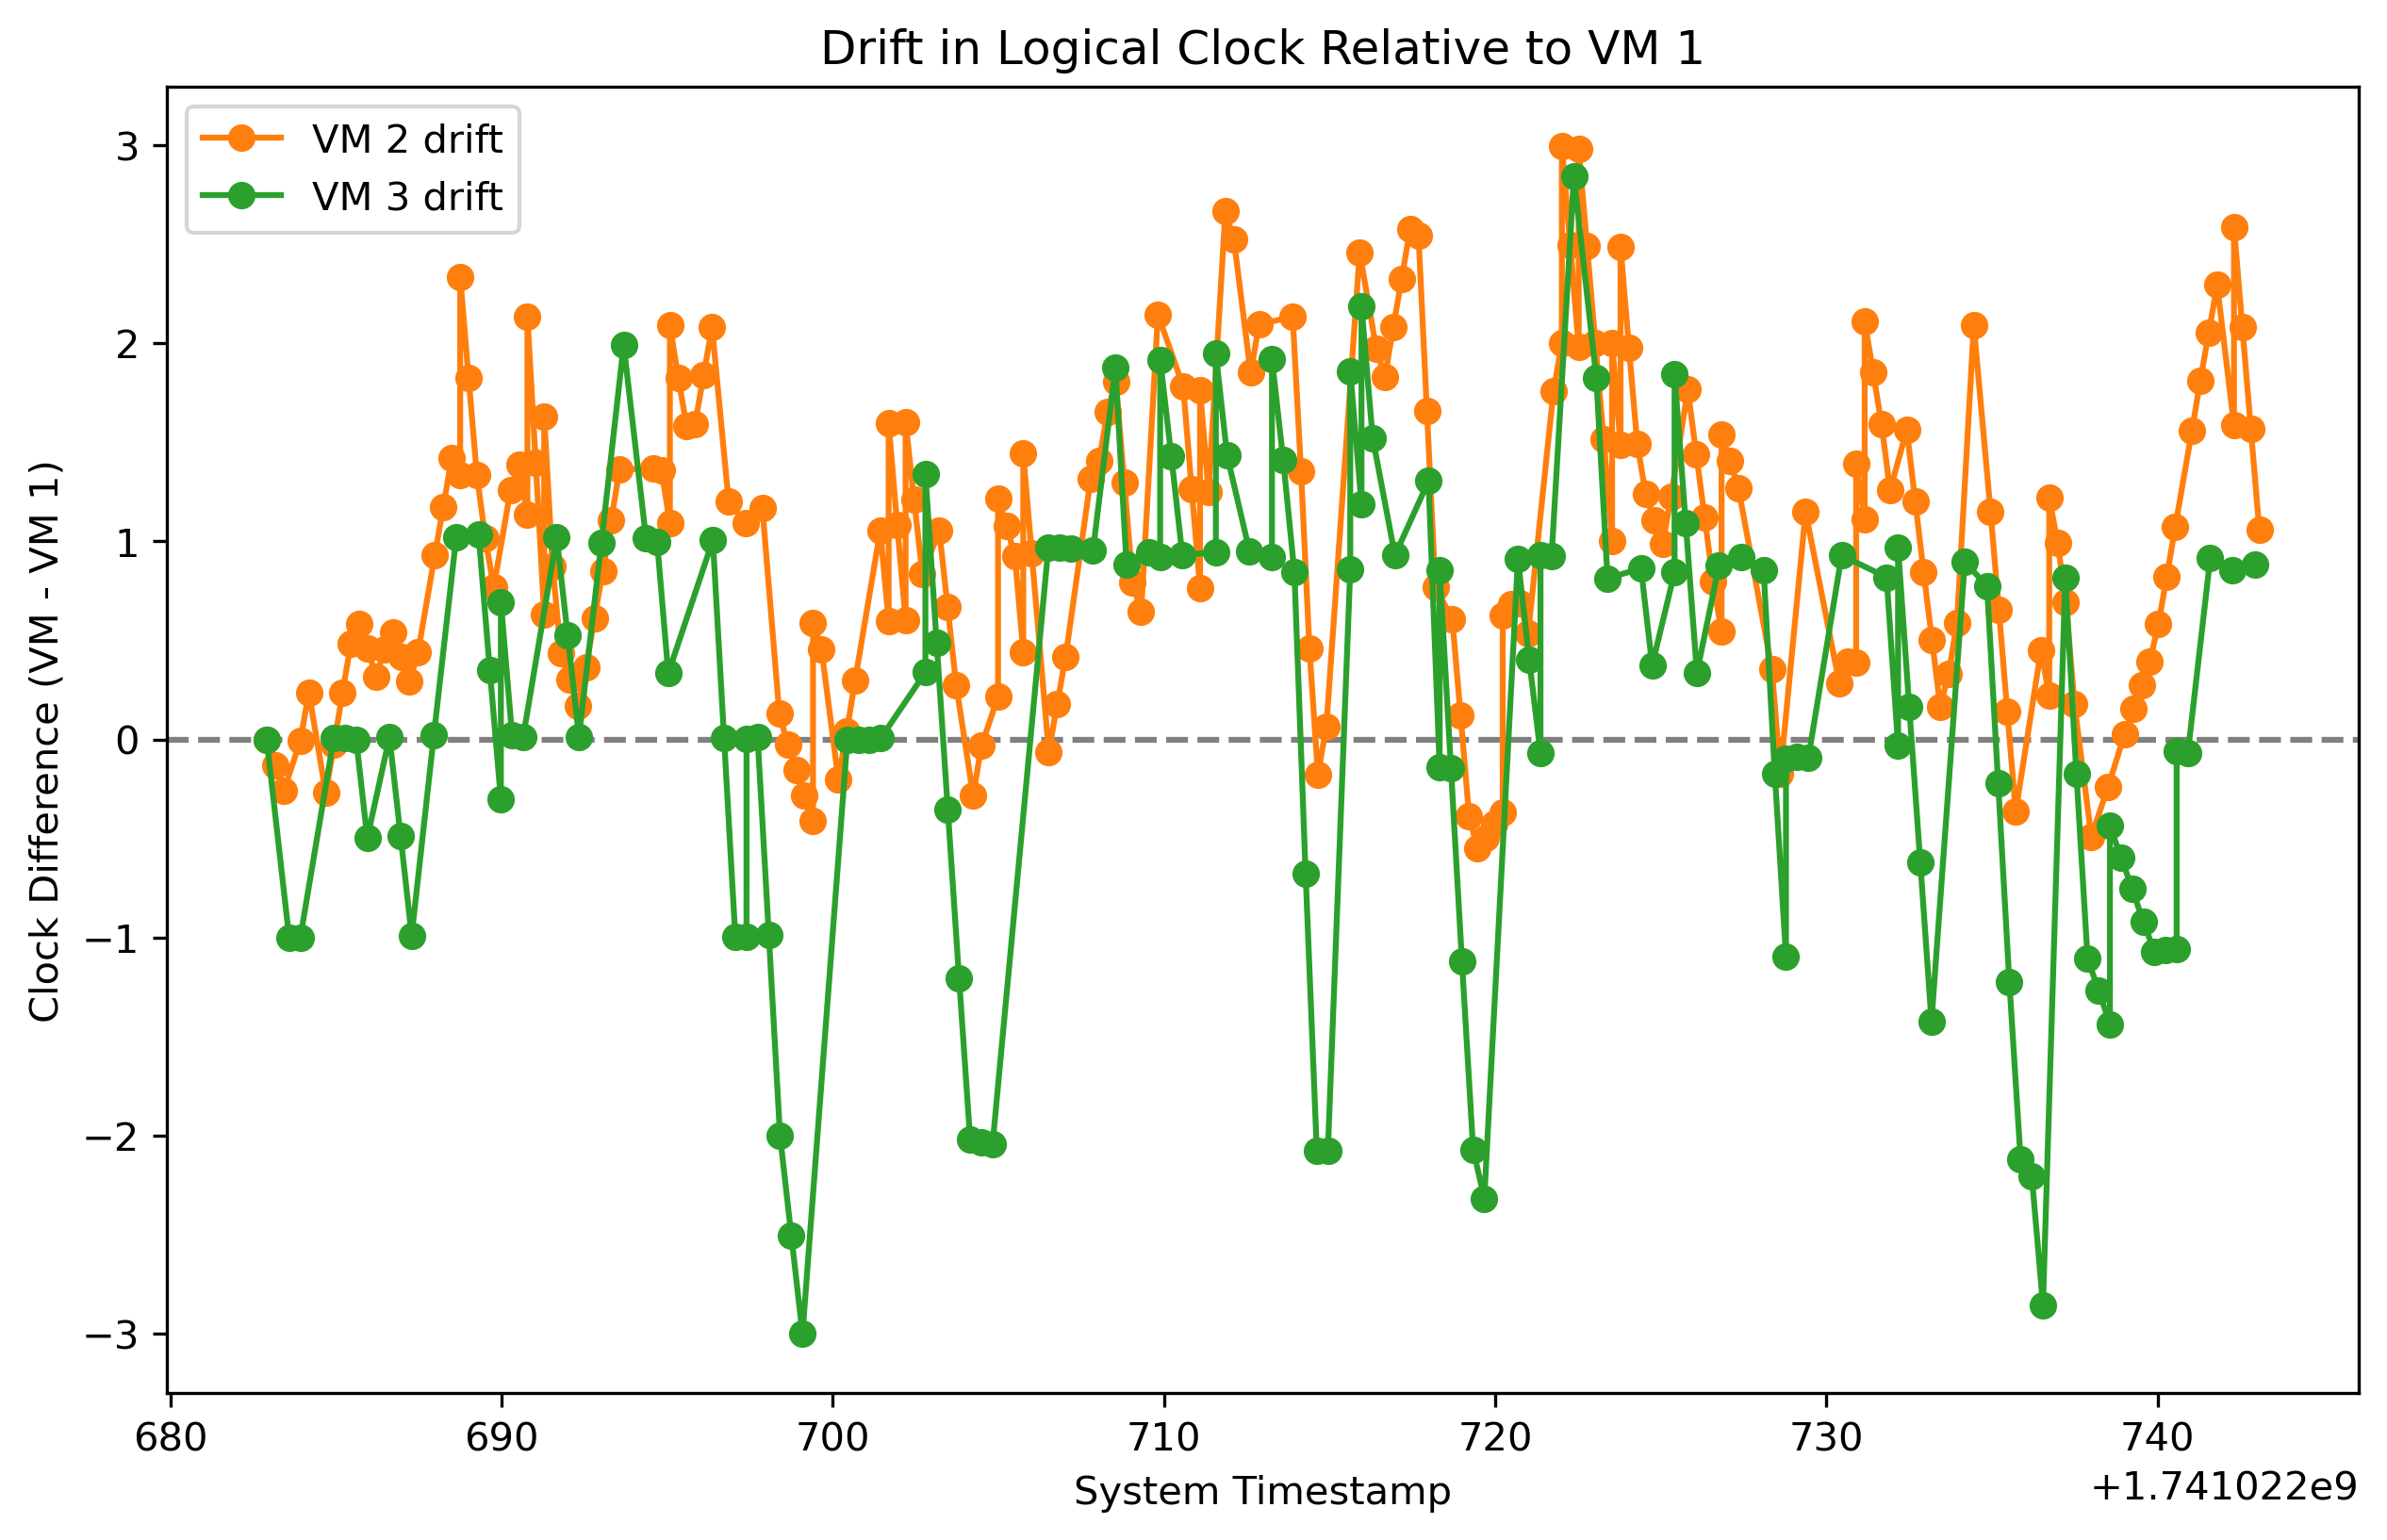 Drift in Logical Clock Relative to VM 1
VM 2 drift
VM 3 drift
Clock Difference (VM - VM 1)
3
2
1
0
−1
−2
−3
680 690 700 710 720 730 740
System Timestamp
+1.741022e9